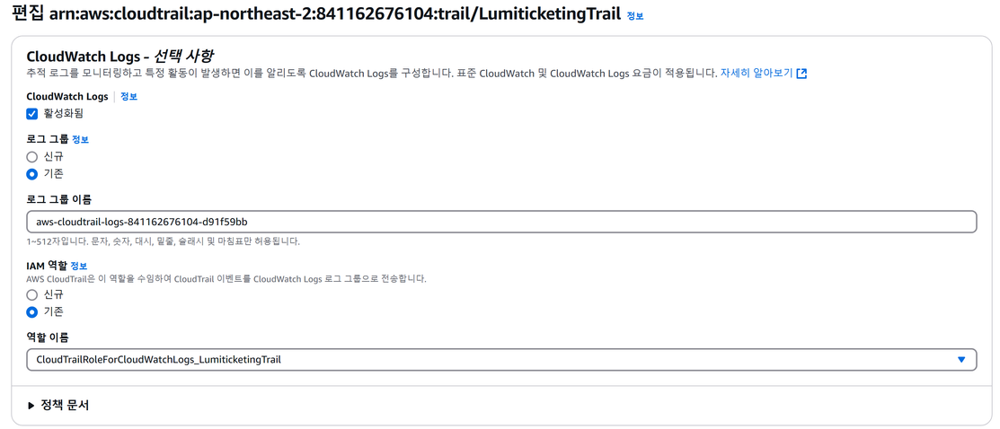 편집 arn:aws:cloudtrail:ap-northeast-2:841162676104:trail/LumiticketingTrail 정보
CloudWatch Logs - 선택 사항
추적 로그를 모니터링하고 특정 활동이 발생하면 이를 알리도록 CloudWatch Logs를 구성합니다. 표준 CloudWatch 및 CloudWatch Logs 요금이 적용됩니다. 자세히 알아보기
CloudWatch Logs 정보
활성화됨
로그 그룹 정보
신규
기존
로그 그룹 이름
aws-cloudtrail-logs-841162676104-d91f59bb
1~512자입니다. 문자, 숫자, 대시, 밑줄, 슬래시 및 마침표만 허용됩니다.
IAM 역할 정보
AWS CloudTrail은 이 역할을 수임하여 CloudTrail 이벤트를 CloudWatch Logs 로그 그룹으로 전송합니다.
신규
기존
역할 이름
CloudTrailRoleForCloudWatchLogs_LumiticketingTrail
정책 문서